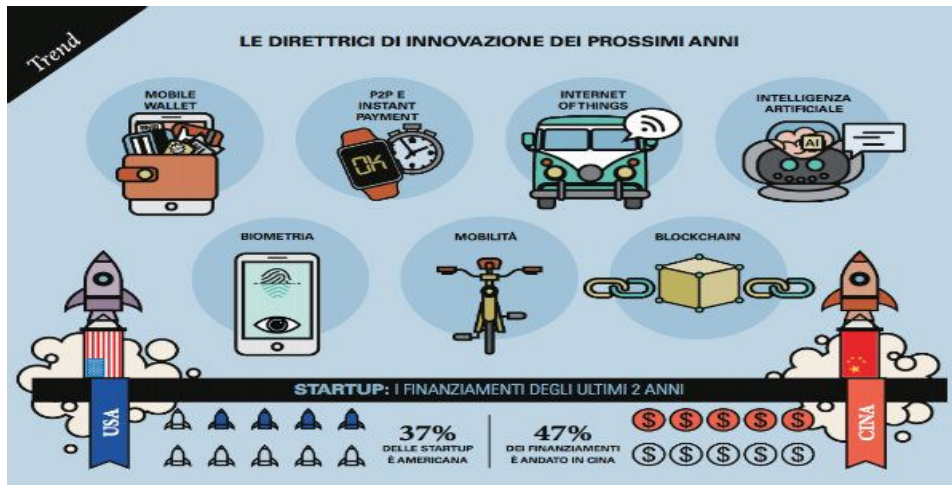 Trend
LE DIRETTRICI DI INNOVAZIONE DEI PROSSIMI ANNI
MOBILE
WALLET
P2P E
INSTANT
PAYMENT
OK
INTERNET
OF THINGS
INTELLIGENZA
ARTIFICIALE
AI
BIOMETRIA
MOBILITÀ
BLOCKCHAIN
STARTUP: I FINANZIAMENTI DEGLI ULTIMI 2 ANNI
USA
37%
DELLE STARTUP
È AMERICANA
47%
DEI FINANZIAMENTI
È ANDATO IN CINA
$ $ $ $ $
$ $ $ $ $
CINA